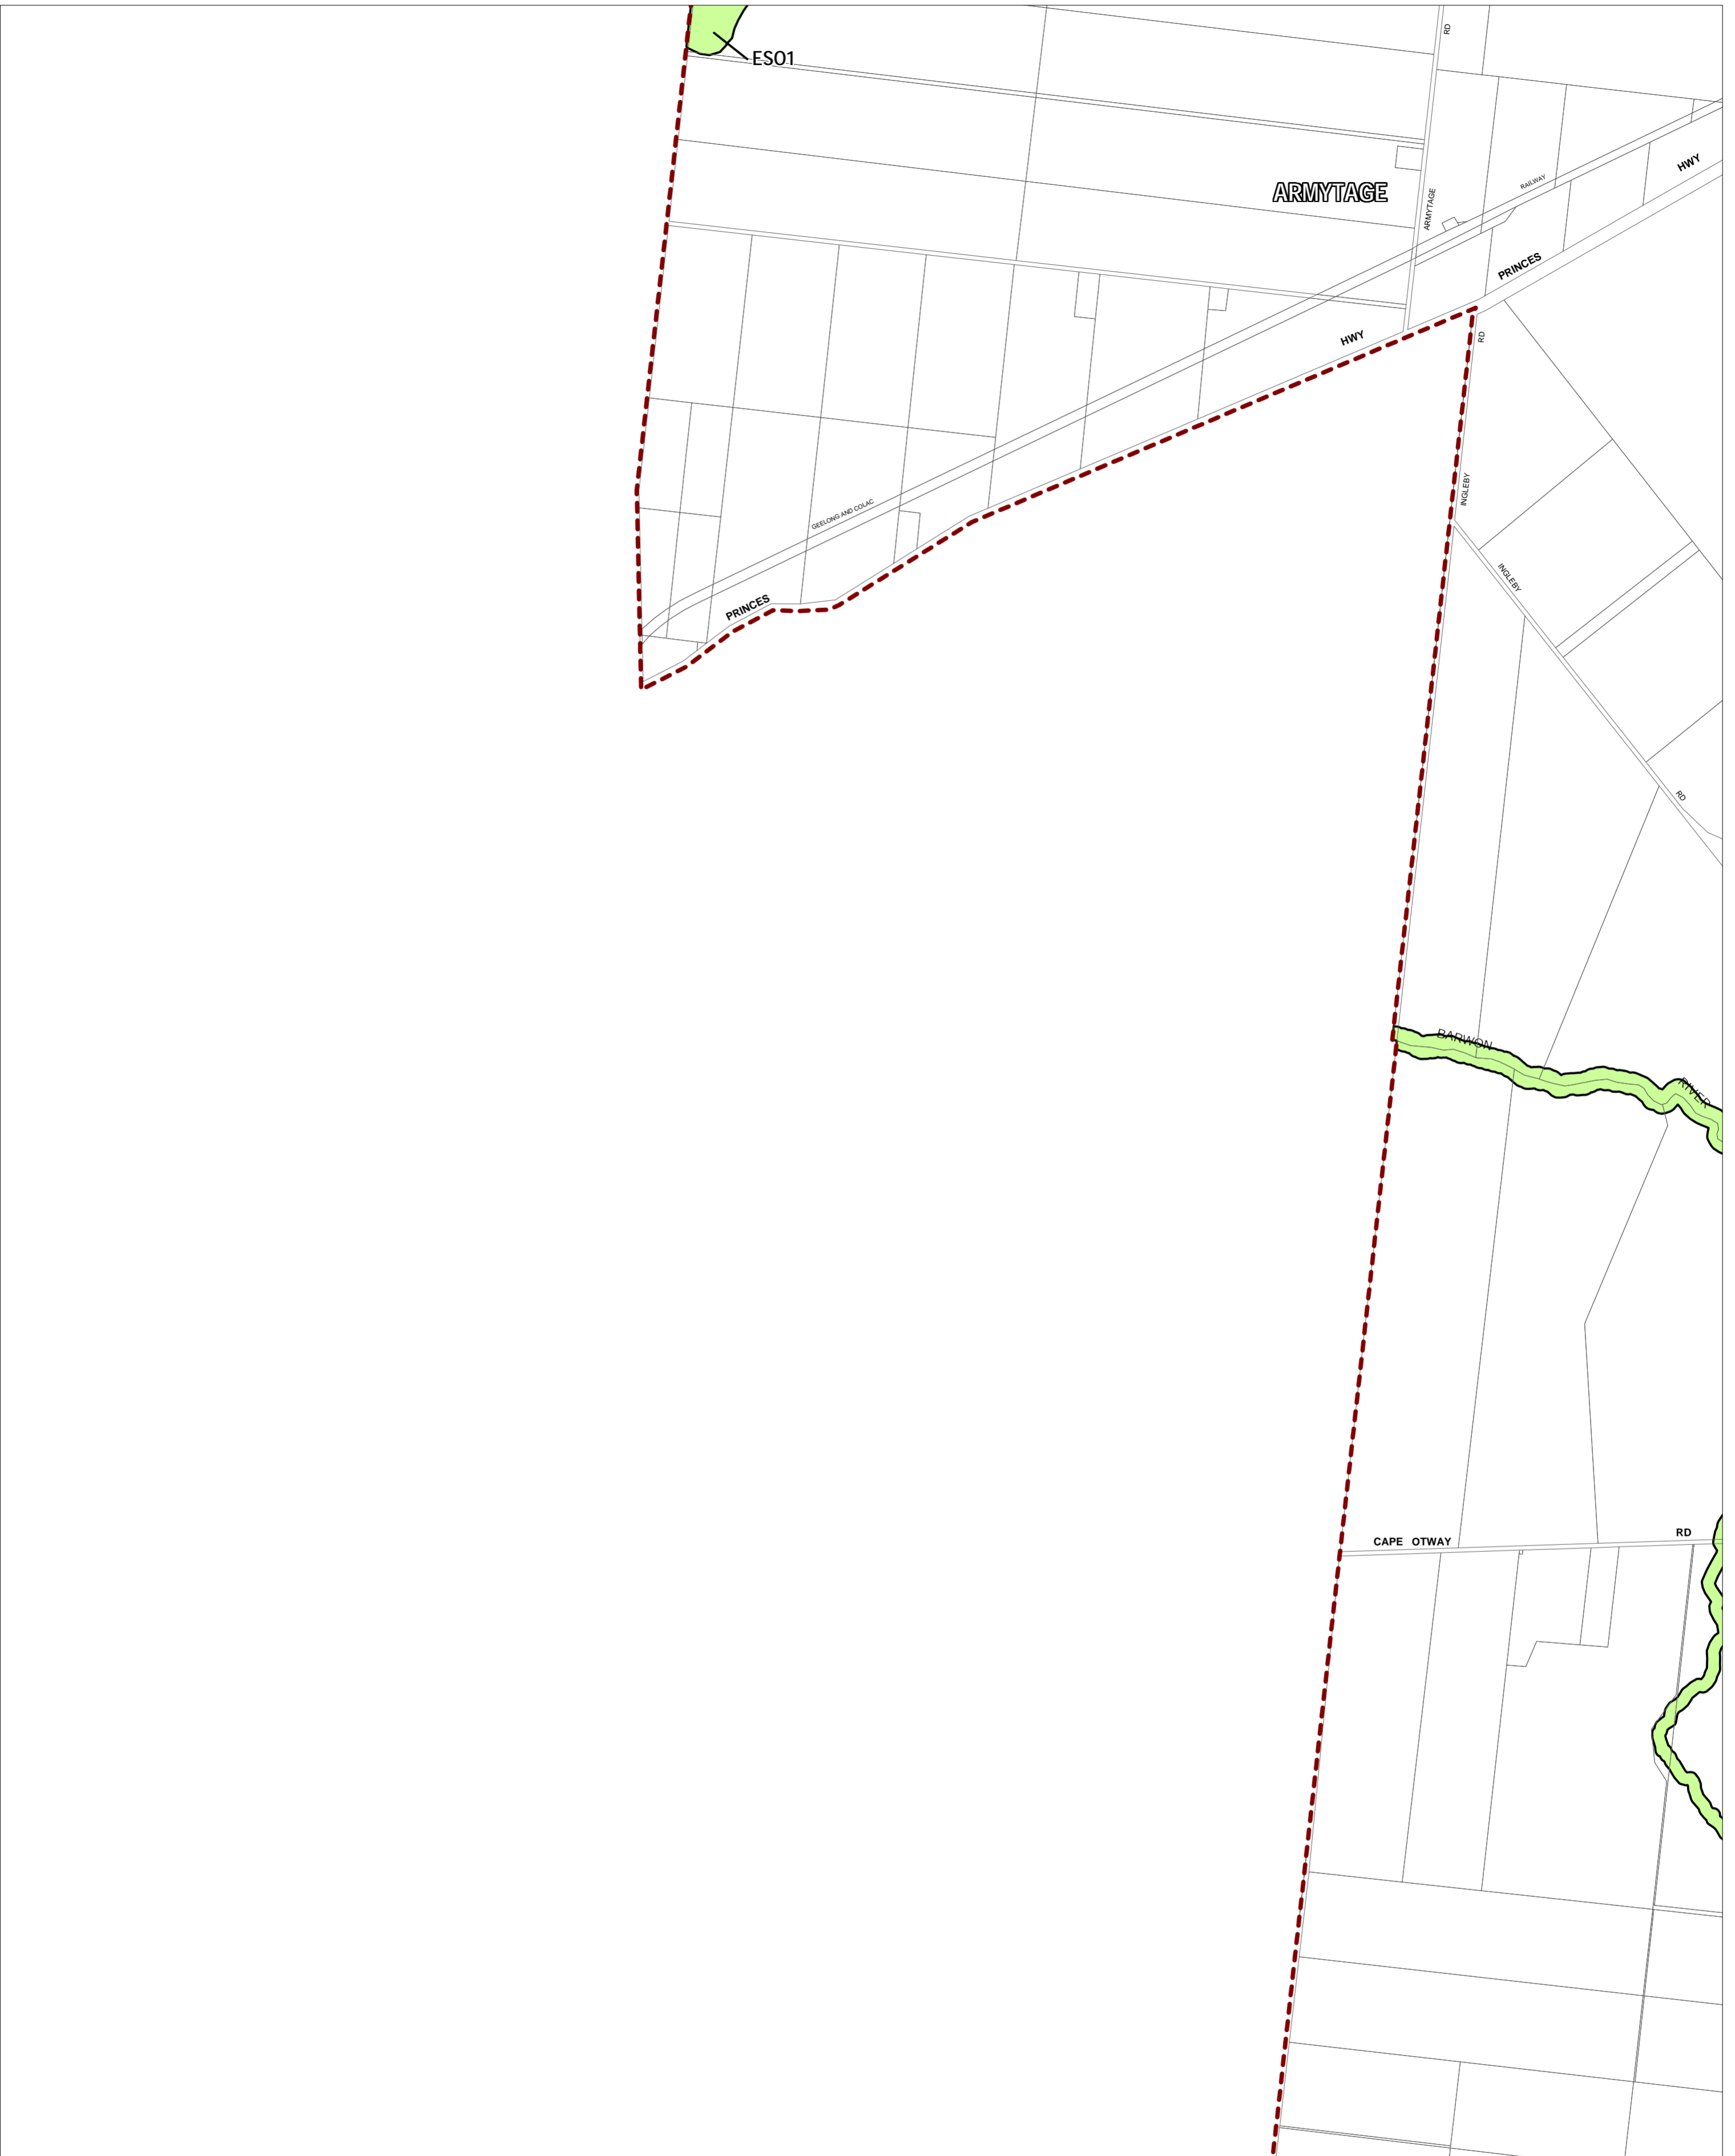 RD
ESO1
HWY
RAILWAY
ARMYTAGE
ARMYTAGE
PRINCES
HWY
RD
INGLEBY
GEELONG AND COLAC
INGLEBY
PRINCES
RD
BARWON
RIVER
CAPE OTWAY
RD